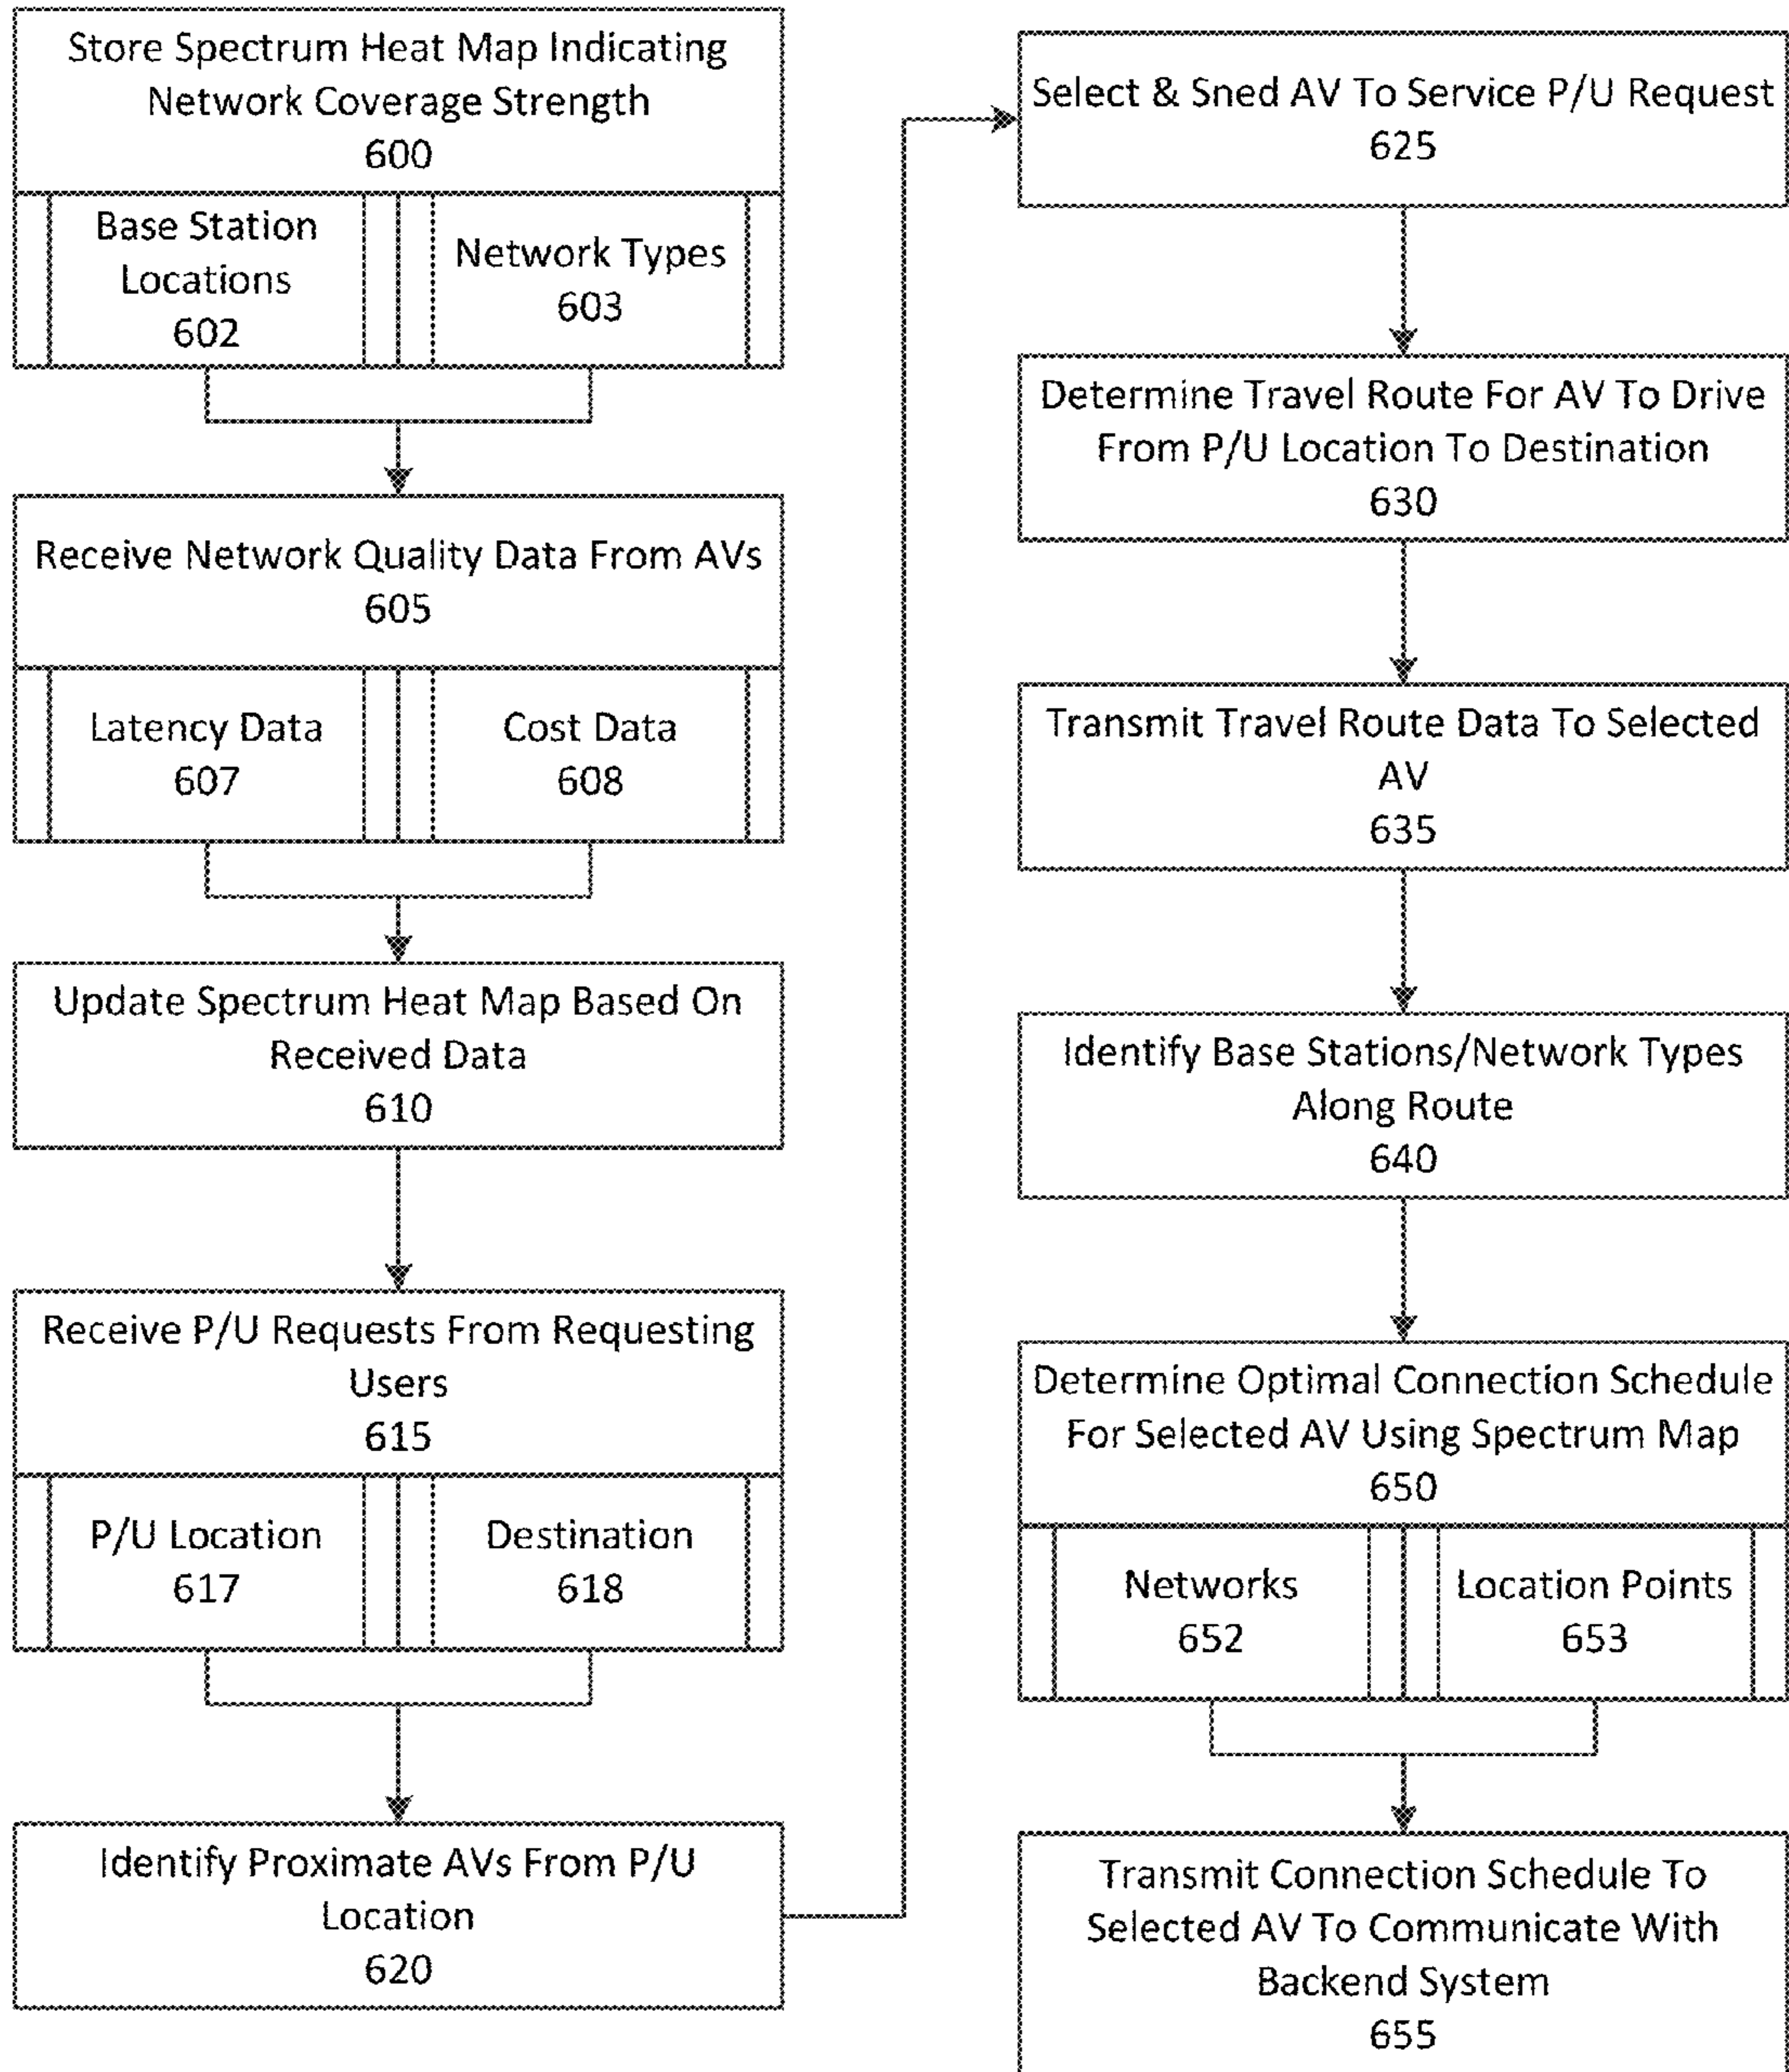 Store Spectrum Heat Map Indicating
Network Coverage Strength
600
Base Station
Locations
602
Network Types
603
Receive Network Quality Data From AVs
605
Latency Data
607
Cost Data
608
Update Spectrum Heat Map Based On
Received Data
610
Receive P/U Requests From Requesting
Users
615
P/U Location
617
Destination
618
Identify Proximate AVs From P/U
Location
620
Select & Sned AV To Service P/U Request
625
Determine Travel Route For AV To Drive
From P/U Location To Destination
630
Transmit Travel Route Data To Selected
AV
635
Identify Base Stations/Network Types
Along Route
640
Determine Optimal Connection Schedule
For Selected AV Using Spectrum Map
650
Networks
652
Location Points
653
Transmit Connection Schedule To
Selected AV To Communicate With
Backend System
655